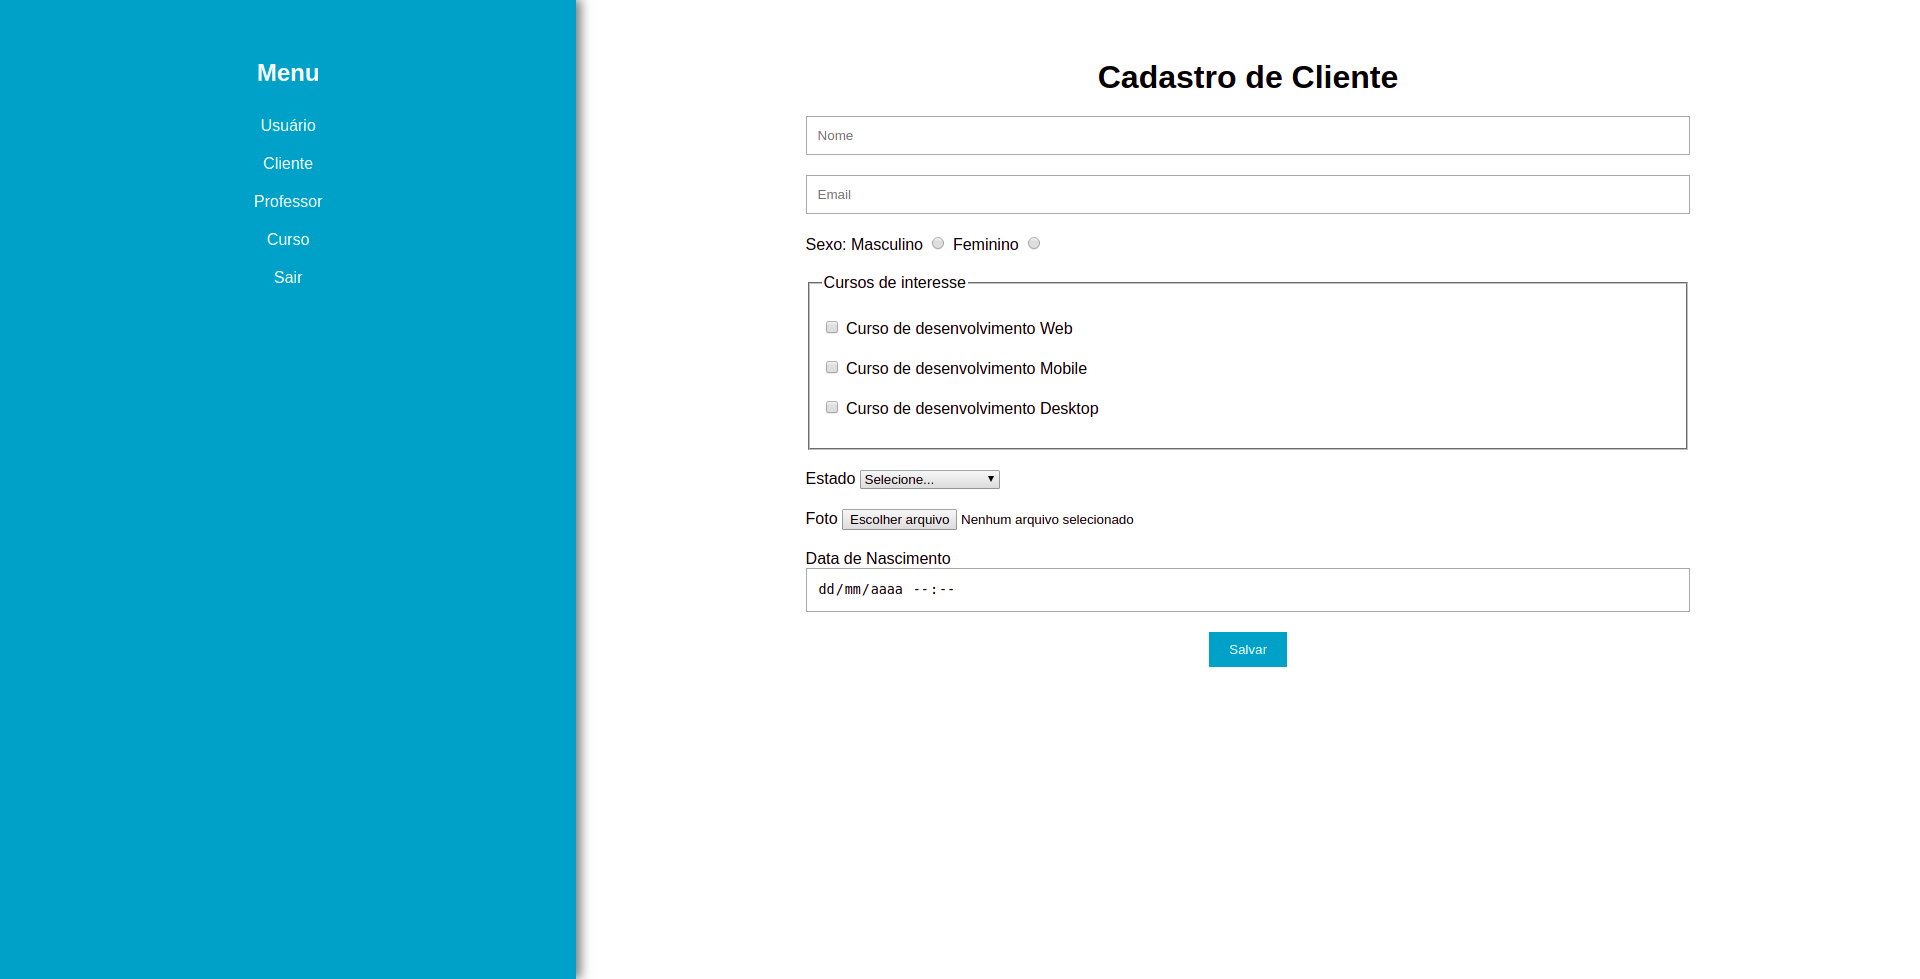 Menu
Usuário
Cliente
Professor
Curso
Sair
Cadastro de Cliente
Nome
Email
Sexo: Masculino Feminino
Cursos de interesse
Curso de desenvolvimento Web
Curso de desenvolvimento Mobile
Curso de desenvolvimento Desktop
Estado Selecione...
Foto Escolher arquivo Nenhum arquivo selecionado
Data de Nascimento
dd/mm/aaaa --:--
Salvar